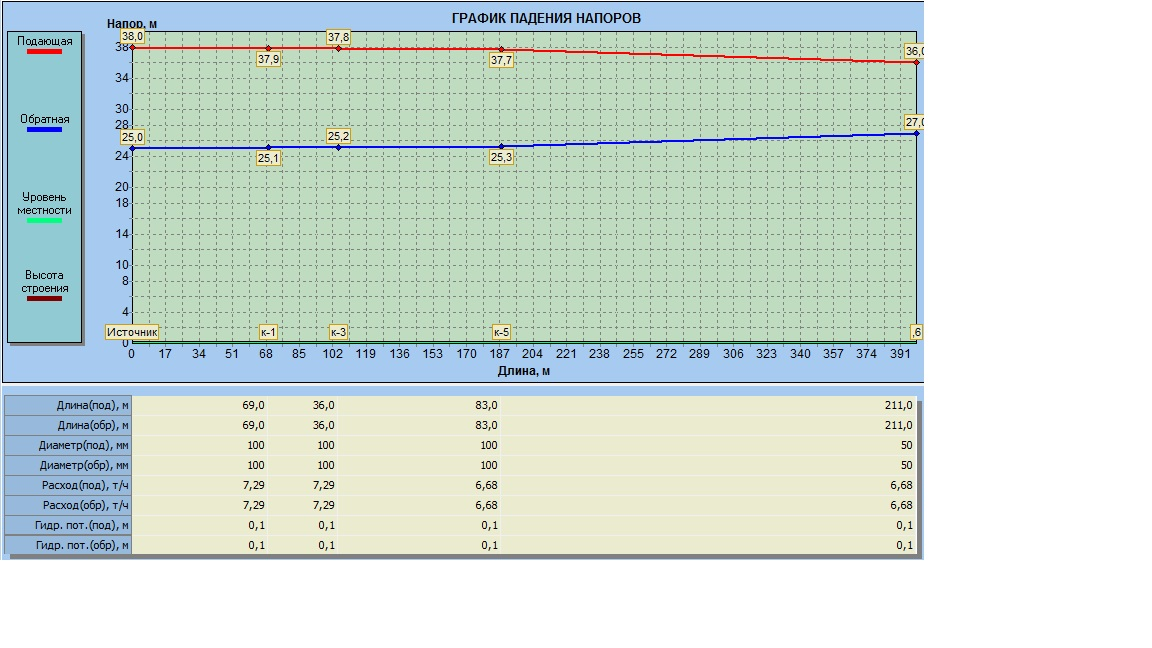 ГРАФИК ПАДЕНИЯ НАПОРОВ
Напор, м
Подающая
Обратная
Уровень
местности
Высота
строения
38
34
30
28
24
20
18
14
10
8
4
0
38,0
37,9
37,8
37,7
36,0
25,0
25,1
25,2
25,3
27,0
Источник к-1 к-3 к-5 ,6
0 17 34 51 68 85 102 119 136 153 170 187 204 221 238 255 272 289 306 323 340 357 374 391
Длина, м
Длина(под), м 69,0 36,0 83,0 211,0
Длина(обр), м 69,0 36,0 83,0 211,0
Диаметр(под), мм 100 100 100 50
Диаметр(обр), мм 100 100 100 50
Расход(под), т/ч 7,29 7,29 6,68 6,68
Расход(обр), т/ч 7,29 7,29 6,68 6,68
Гидр. пот.(под), м 0,1 0,1 0,1 0,1
Гидр. пот.(обр), м 0,1 0,1 0,1 0,1